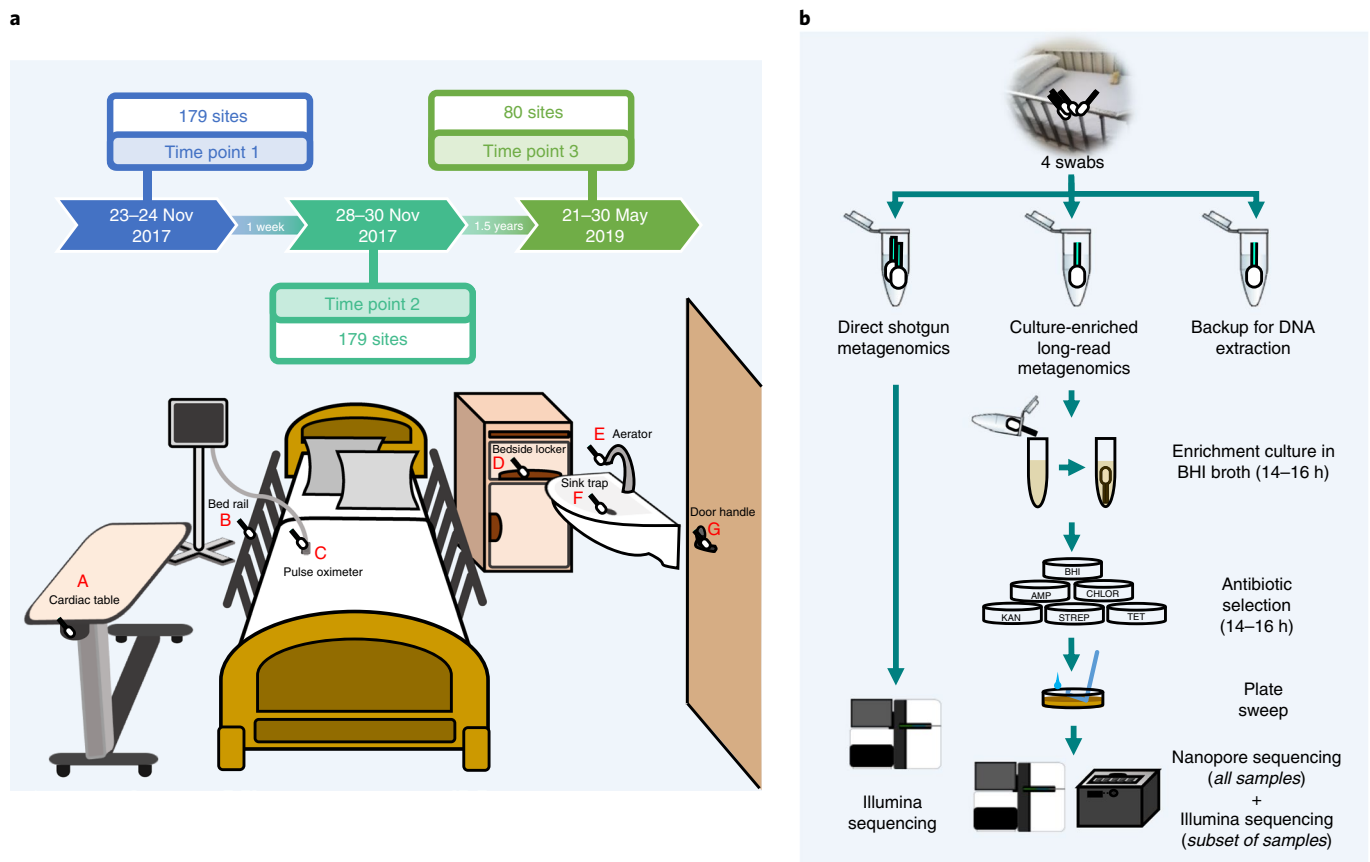 a
179 sites
Time point 1
80 sites
Time point 3
23–24 Nov
2017
1 week
28–30 Nov
2017
1.5 years
21–30 May
2019
Time point 2
179 sites
E Aerator
Bedside locker
D
Sink trap
F
Bed rail
B
Door handle
G
C
Pulse oximeter
A
Cardiac table
b
4 swabs
Direct shotgun
metagenomics
Culture-enriched
long-read
metagenomics
Backup for DNA
extraction
Enrichment culture in
BHI broth (14–16 h)
BHI
AMP CHLOR
KAN STREP TET
Antibiotic
selection
(14–16 h)
Plate
sweep
Illumina
sequencing
Nanopore sequencing
(all samples)
+
Illumina sequencing
(subset of samples)